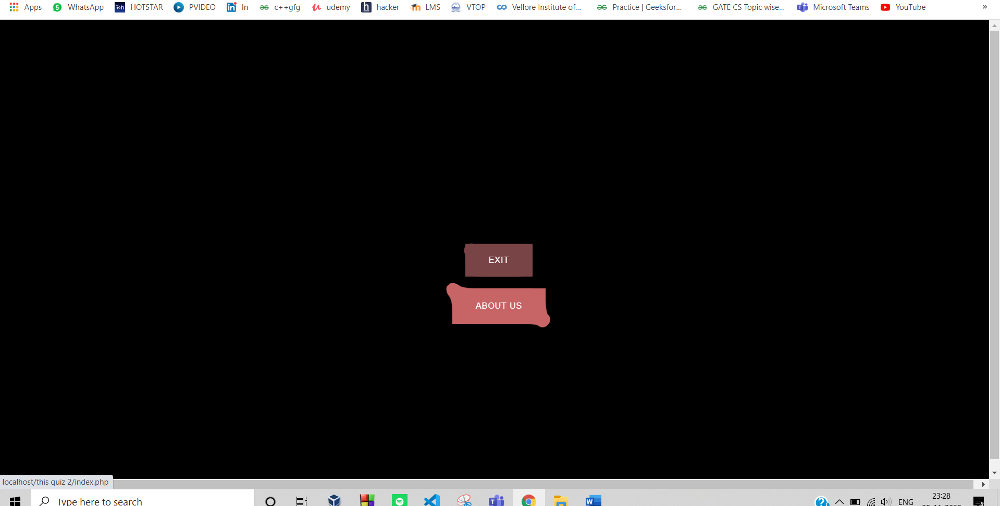 Apps WhatsApp HOTSTAR PVIDEO In c++gfg udemy hacker LMS VTOP Vellore Institute of... Practice | Geeksfor... GATE CS Topic wise... Microsoft Teams YouTube »
EXIT
ABOUT US
localhost/this quiz 2/index.php
Type here to search
ENG
23:28